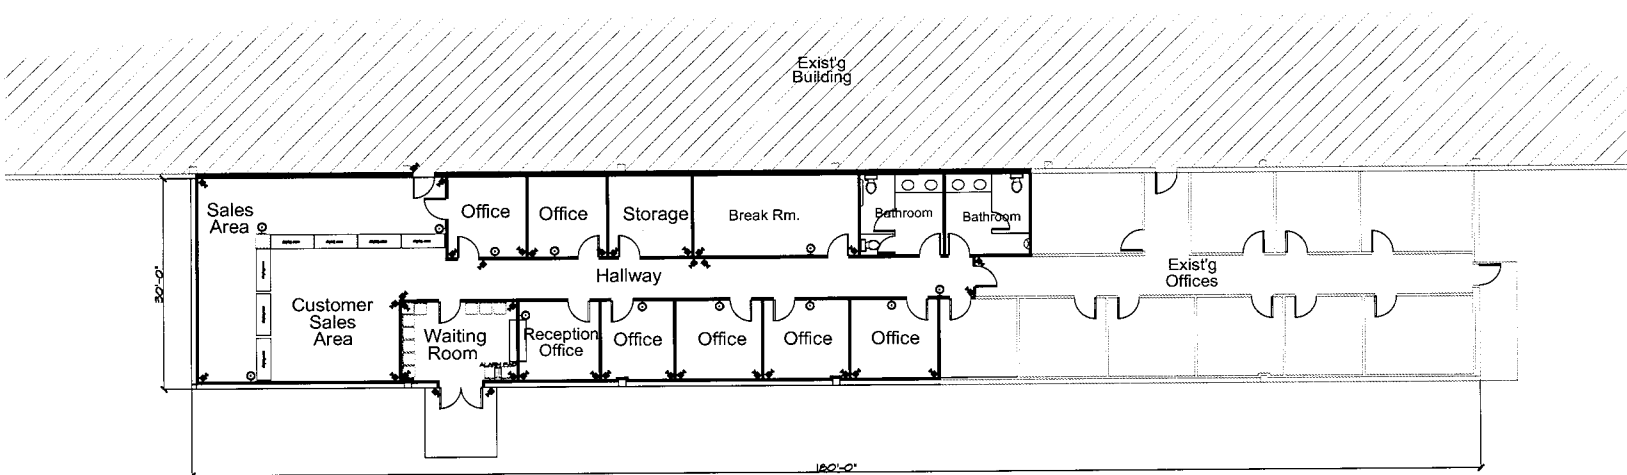 Exist'g
Building
Sales
Area
Office
Office
Storage
Break Rm.
Bathroom
Bathroom
Hallway
Exist'g
Offices
30'-0"
Customer
Sales
Area
Waiting
Room
Reception
Office
Office
Office
Office
Office
180'-0"